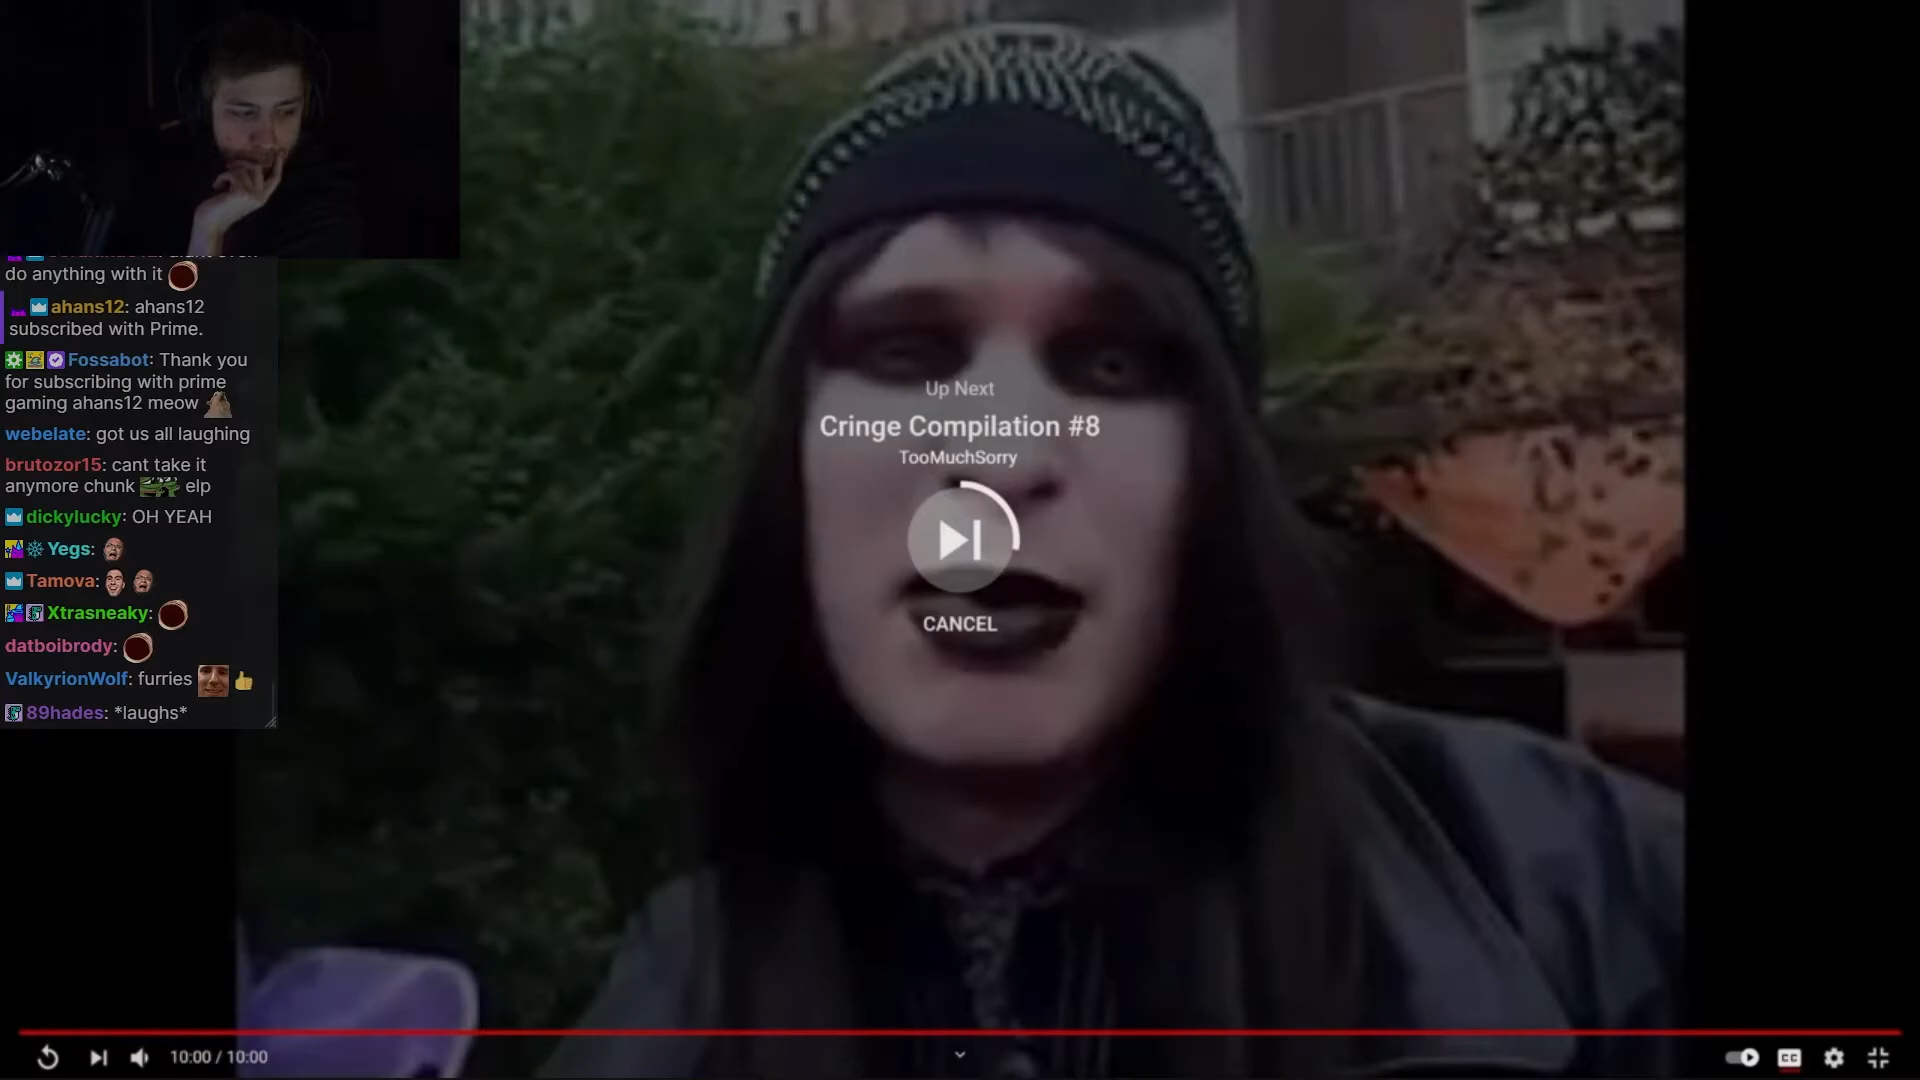 do anything with it
ahans12: ahans12
subscribed with Prime.
Fossabot: Thank you
for subscribing with prime
gaming ahans12 meow
webelate: got us all laughing
brutozor15: cant take it
anymore chunk elp
dickylucky: OH YEAH
Yegs:
Tamova:
Xtrasneaky:
datboibrody:
ValkyrionWolf: furries
89hades: *laughs*
Up Next
Cringe Compilation #8
TooMuchSorry
CANCEL
10:00 / 10:00
CC